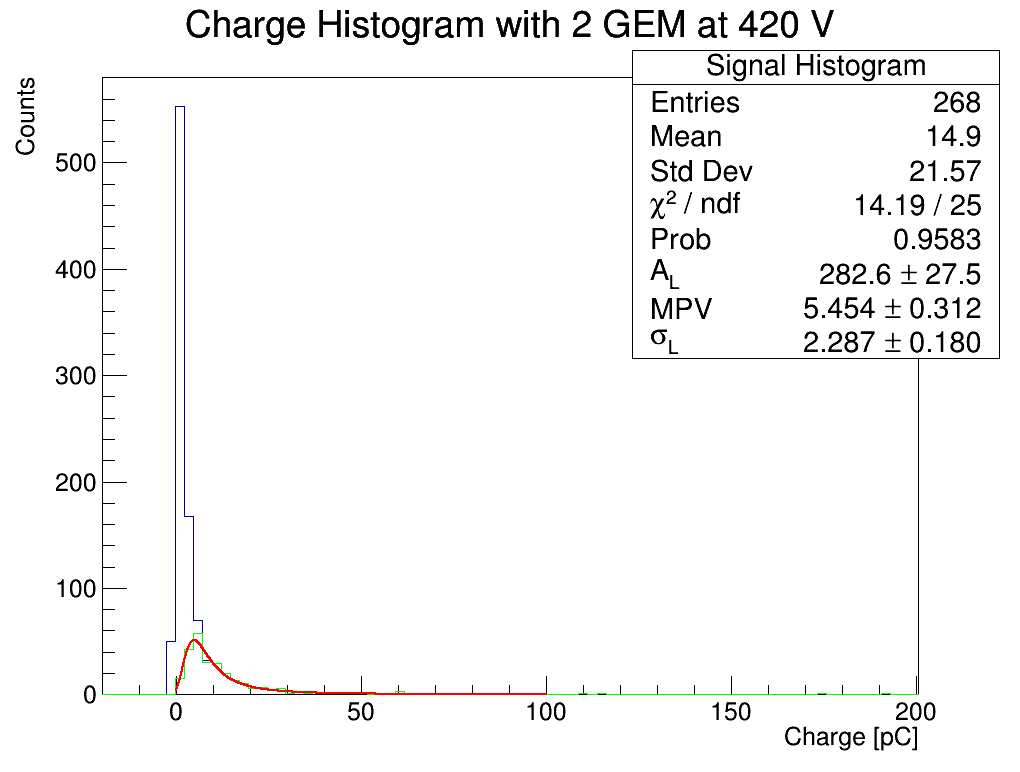 Charge Histogram with 2 GEM at 420 V
Signal Histogram
Entries 268
Mean 14.9
Std Dev 21.57
χ² / ndf 14.19 / 25
Prob 0.9583
A_L 282.6 ± 27.5
MPV 5.454 ± 0.312
σ_L 2.287 ± 0.180
Counts
500
400
300
200
100
0
0 50 100 150 200
Charge [pC]